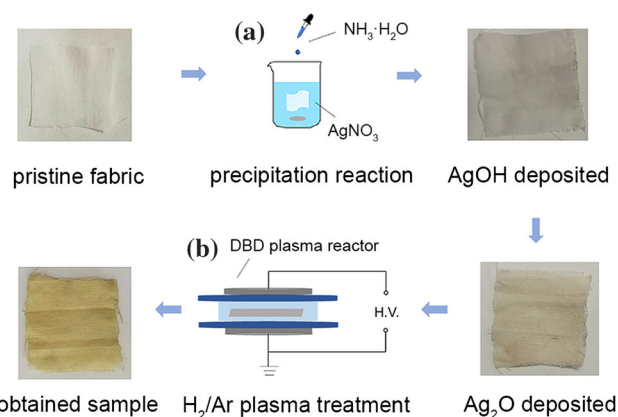 (a)
NH₃·H₂O
AgNO₃
pristine fabric
precipitation reaction
AgOH deposited
(b)
DBD plasma reactor
H.V.
obtained sample
H₂/Ar plasma treatment
Ag₂O deposited